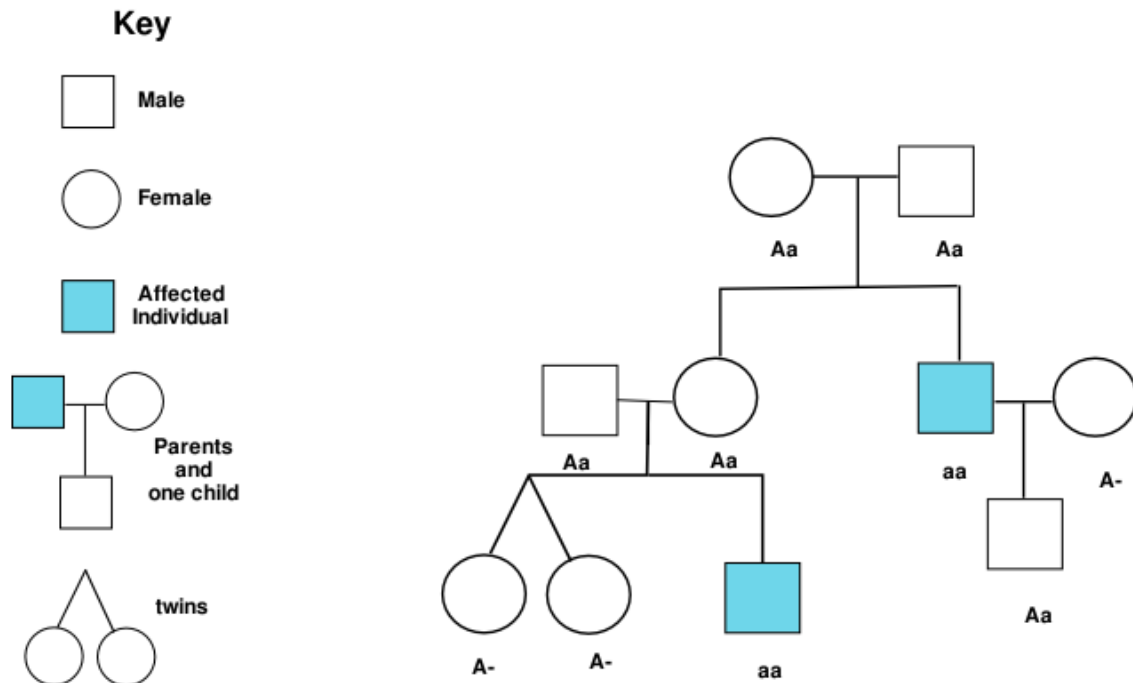 Key
Male
Female
Affected
Individual
Parents
and
one child
twins
Aa
Aa
Aa
Aa
aa
A-
A-
A-
aa
Aa